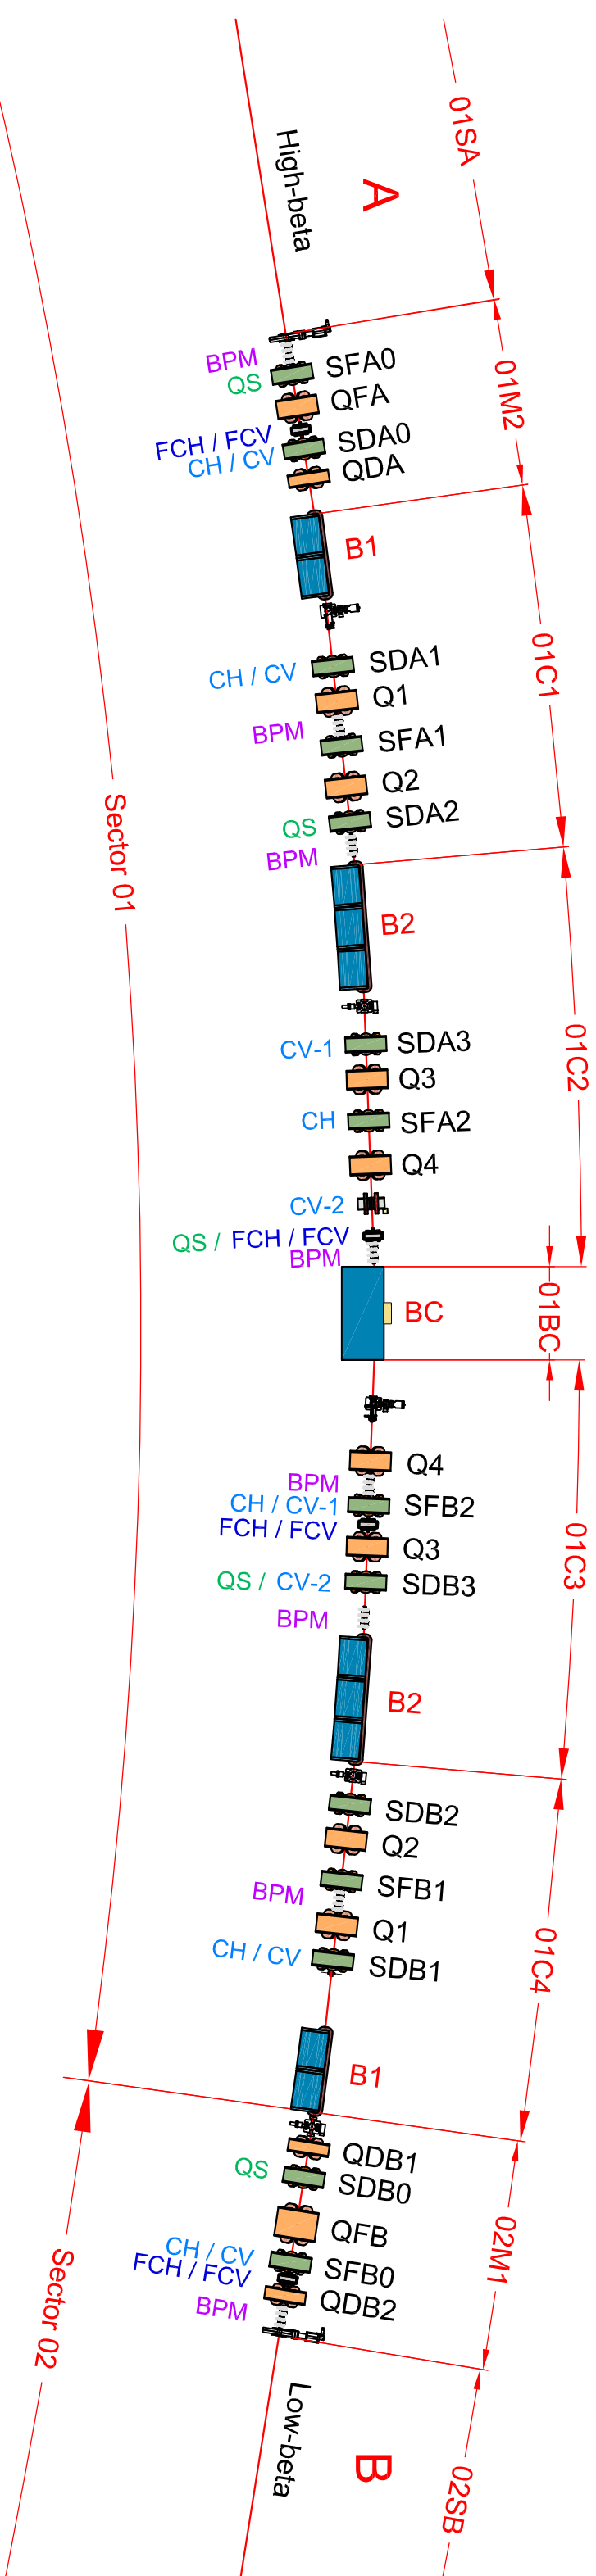 01SA
A
High-beta
BPM
SFA0
QS
QFA
01M2
FCH / FCV
SDA0
CH / CV
QDA
B1
01C1
SDA1
CH / CV
Q1
BPM
SFA1
Q2
SDA2
QS
BPM
Sector 01
B2
01C2
SDA3
CV-1
Q3
CH
SFA2
Q4
CV-2
QS / FCH / FCV
BPM
BC
01BC
Q4
BPM
CH / CV-1
SFB2
FCH / FCV
Q3
01C3
QS / CV-2
SDB3
BPM
B2
SDB2
Q2
SFB1
BPM
Q1
01C4
CH / CV
SDB1
B1
QDB1
QS
SDB0
QFB
02M1
CH / CV
SFB0
FCH / FCV
QDB2
BPM
Sector 02
Low-beta
B
02SB